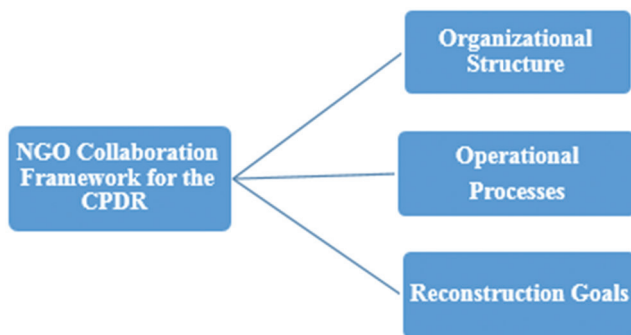 NGO Collaboration
Framework for the
CPDR
Organizational
Structure
Operational
Processes
Reconstruction Goals